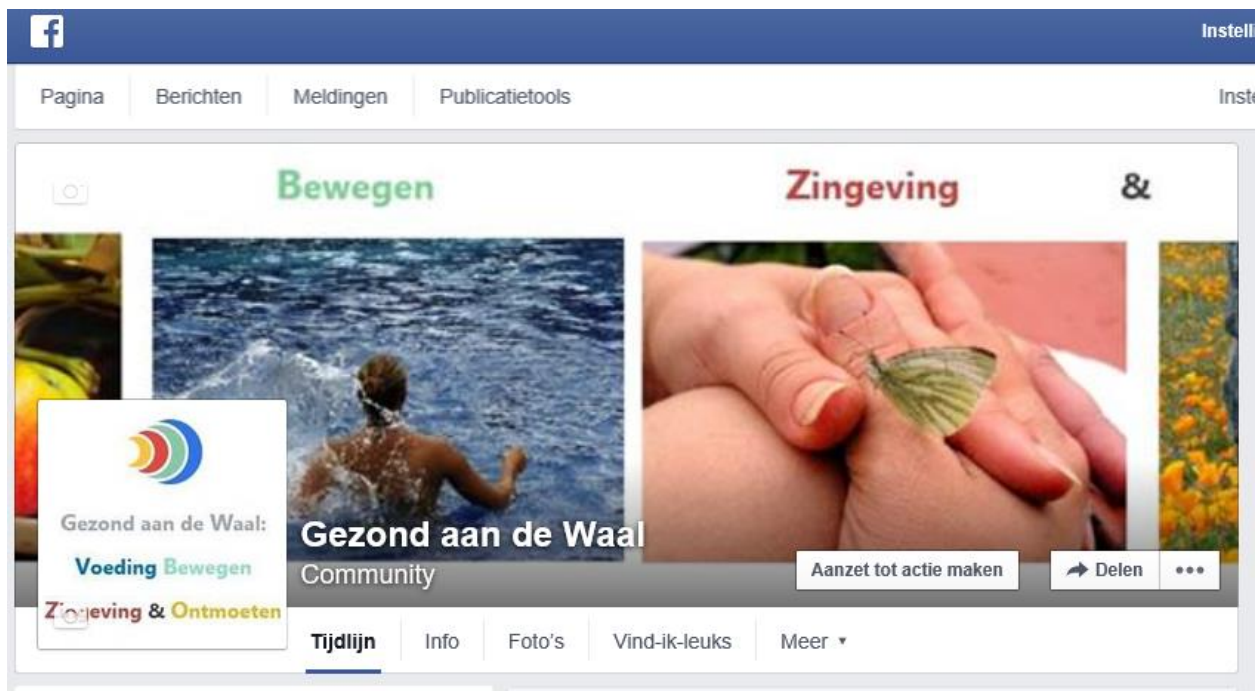 f
Instelli
Pagina Berichten Meldingen Publicatietools Inste
Bewegen Zingeving &
Gezond aan de Waal:
Voeding Bewegen
Zingeving & Ontmoeten
Gezond aan de Waal
Community
Aanzet tot actie maken Delen
Tijdlijn Info Foto's Vind-ik-leuks Meer